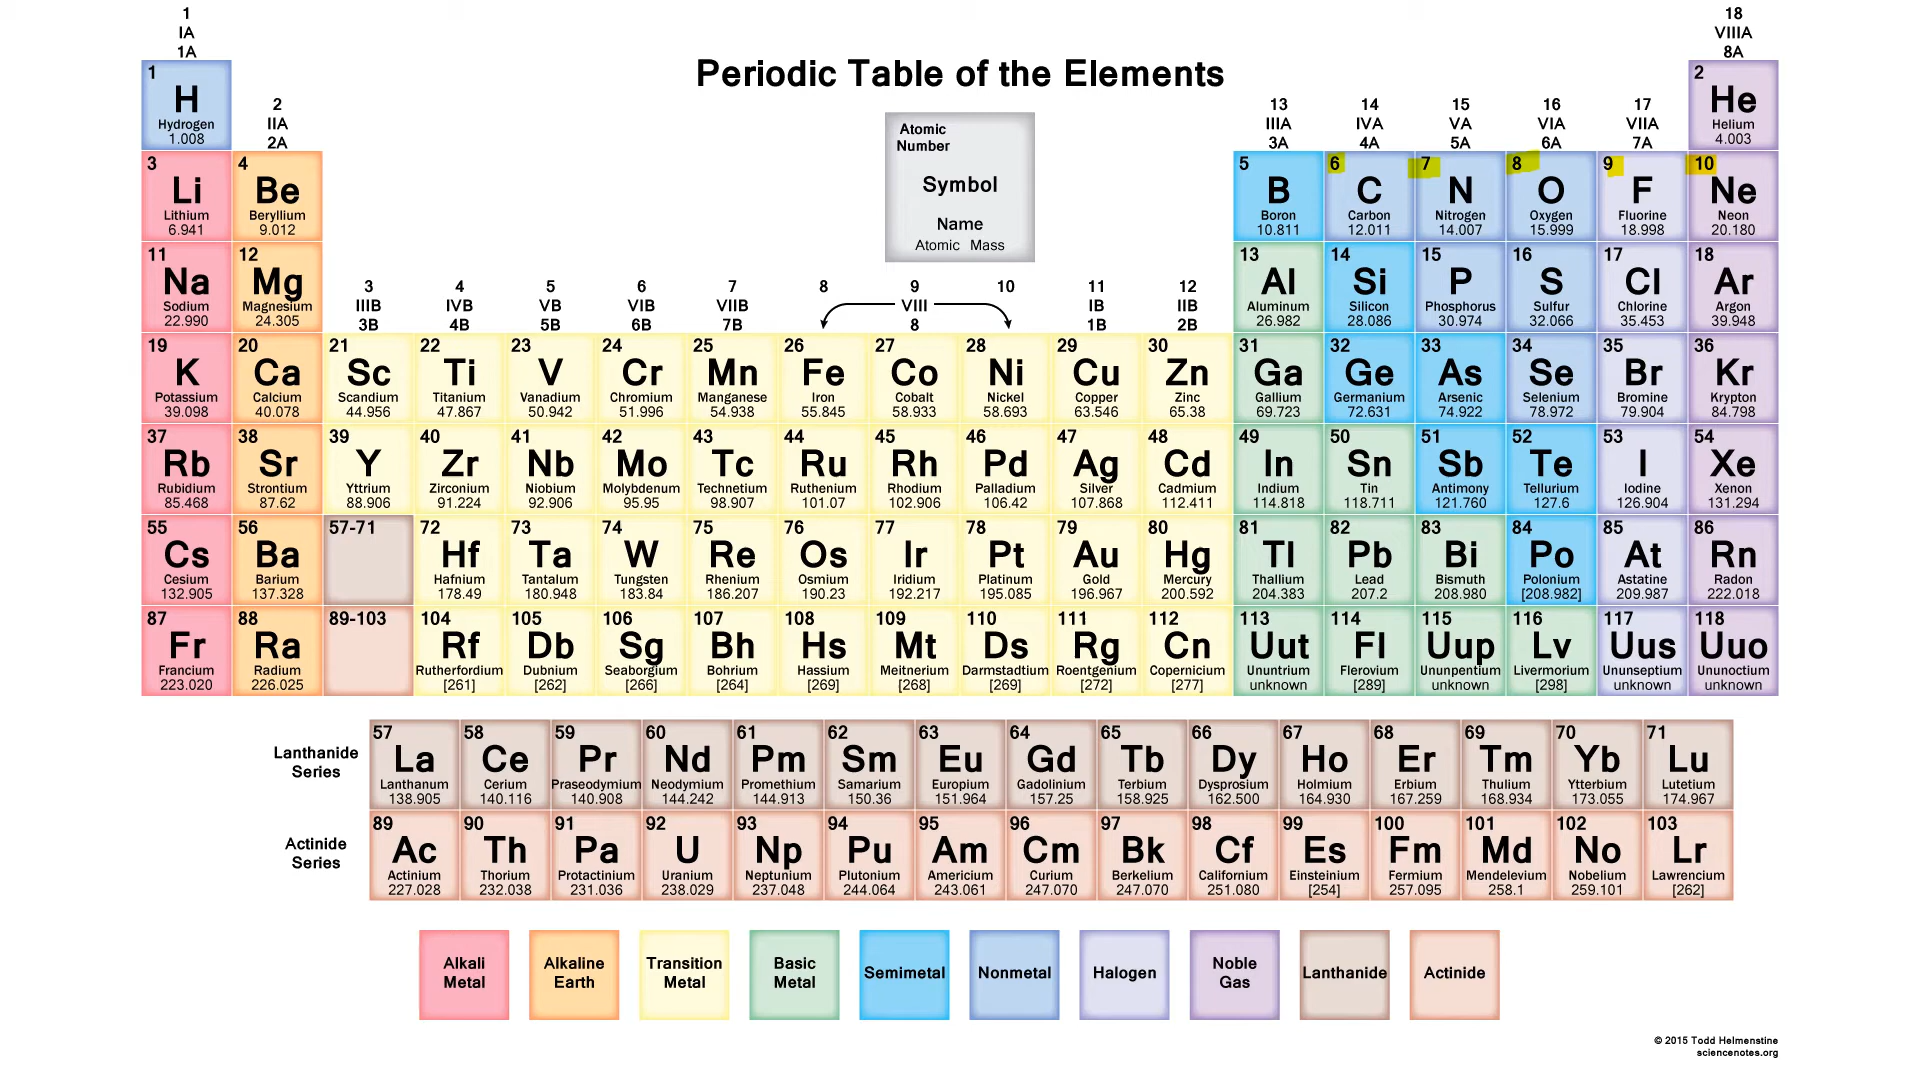 1 18
IA VIIIA
1A 8A
Periodic Table of the Elements
1 2
H He
Hydrogen Helium
1.008 4.003
2 13 14 15 16 17
IIA IIIA IVA VA VIA VIIA
2A 3A 4A 5A 6A 7A
Atomic
Number
Symbol
Name
Atomic Mass
3 4 5 6 7 8 9 10
Li Be B C N O F Ne
Lithium Beryllium Boron Carbon Nitrogen Oxygen Fluorine Neon
6.941 9.012 10.811 12.011 14.007 15.999 18.998 20.180
11 12 13 14 15 16 17 18
Na Mg Al Si P S Cl Ar
Sodium Magnesium Aluminum Silicon Phosphorus Sulfur Chlorine Argon
22.990 24.305 26.982 28.086 30.974 32.066 35.453 39.948
3 4 5 6 7 8 9 10 11 12
IIIB IVB VB VIB VIIB VIII IB IIB
3B 4B 5B 6B 7B 8 1B 2B
19 20 21 22 23 24 25 26 27 28 29 30 31 32 33 34 35 36
K Ca Sc Ti V Cr Mn Fe Co Ni Cu Zn Ga Ge As Se Br Kr
Potassium Calcium Scandium Titanium Vanadium Chromium Manganese Iron Cobalt Nickel Copper Zinc Gallium Germanium Arsenic Selenium Bromine Krypton
39.098 40.078 44.956 47.867 50.942 51.996 54.938 55.845 58.933 58.693 63.546 65.38 69.723 72.631 74.922 78.972 79.904 84.798
37 38 39 40 41 42 43 44 45 46 47 48 49 50 51 52 53 54
Rb Sr Y Zr Nb Mo Tc Ru Rh Pd Ag Cd In Sn Sb Te I Xe
Rubidium Strontium Yttrium Zirconium Niobium Molybdenum Technetium Ruthenium Rhodium Palladium Silver Cadmium Indium Tin Antimony Tellurium Iodine Xenon
85.468 87.62 88.906 91.224 92.906 95.95 98.907 101.07 102.906 106.42 107.868 112.411 114.818 118.711 121.760 127.6 126.904 131.294
55 56 57-71 72 73 74 75 76 77 78 79 80 81 82 83 84 85 86
Cs Ba Hf Ta W Re Os Ir Pt Au Hg Tl Pb Bi Po At Rn
Cesium Barium Hafnium Tantalum Tungsten Rhenium Osmium Iridium Platinum Gold Mercury Thallium Lead Bismuth Polonium Astatine Radon
132.905 137.328 178.49 180.948 183.84 186.207 190.23 192.217 195.085 196.967 200.592 204.383 207.2 208.980 [208.982] 209.987 222.018
87 88 89-103 104 105 106 107 108 109 110 111 112 113 114 115 116 117 118
Fr Ra Rf Db Sg Bh Hs Mt Ds Rg Cn Uut Fl Uup Lv Uus Uuo
Francium Radium Rutherfordium Dubnium Seaborgium Bohrium Hassium Meitnerium Darmstadtium Roentgenium Copernicium Ununtrium Flerovium Ununpentium Livermorium Ununseptium Ununoctium
223.020 226.025 [261] [262] [266] [264] [269] [268] [269] [272] [277] unknown [289] unknown [298] unknown unknown
Lanthanide
Series
57 58 59 60 61 62 63 64 65 66 67 68 69 70 71
La Ce Pr Nd Pm Sm Eu Gd Tb Dy Ho Er Tm Yb Lu
Lanthanum Cerium Praseodymium Neodymium Promethium Samarium Europium Gadolinium Terbium Dysprosium Holmium Erbium Thulium Ytterbium Lutetium
138.905 140.116 140.908 144.242 144.913 150.36 151.964 157.25 158.925 162.500 164.930 167.259 168.934 173.055 174.967
Actinide
Series
89 90 91 92 93 94 95 96 97 98 99 100 101 102 103
Ac Th Pa U Np Pu Am Cm Bk Cf Es Fm Md No Lr
Actinium Thorium Protactinium Uranium Neptunium Plutonium Americium Curium Berkelium Californium Einsteinium Fermium Mendelevium Nobelium Lawrencium
227.028 232.038 231.036 238.029 237.048 244.064 243.061 247.070 247.070 251.080 [254] 257.095 258.1 259.101 [262]
Alkali
Metal
Alkaline
Earth
Transition
Metal
Basic
Metal
Semimetal
Nonmetal
Halogen
Noble
Gas
Lanthanide
Actinide
© 2015 Todd Helmenstine
sciencenotes.org